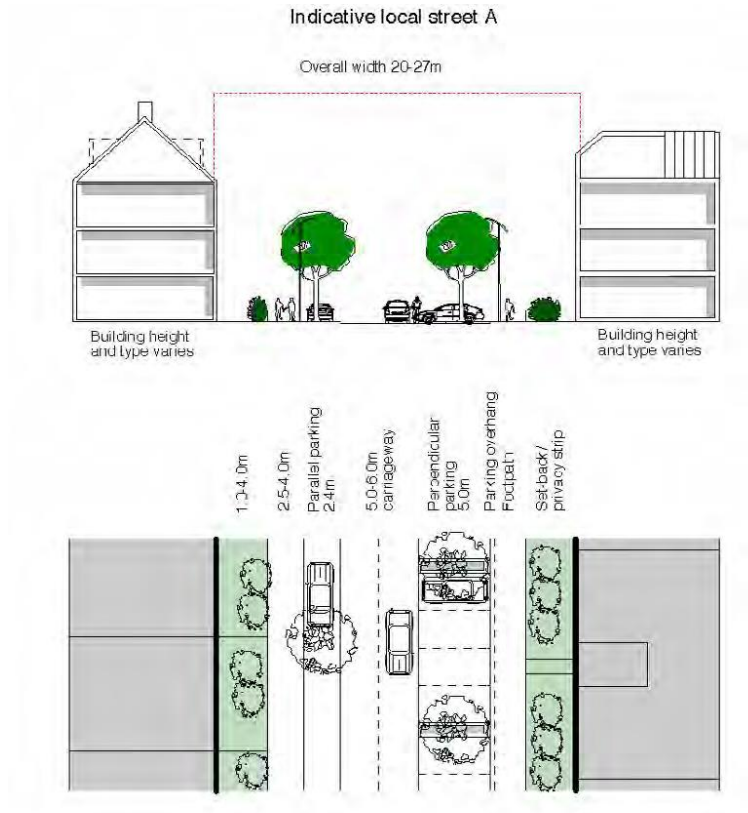 Indicative local street A
Overall width 20-27m
Building height
and type varies
Building height
and type varies
1.0-4.0m
2.5-4.0m
Parallel parking
2.4m
5.0-6.0m
carriageway
Perpendicular
parking
5.0m
Parking overhang
Footpath
Set-back/
privacy strip